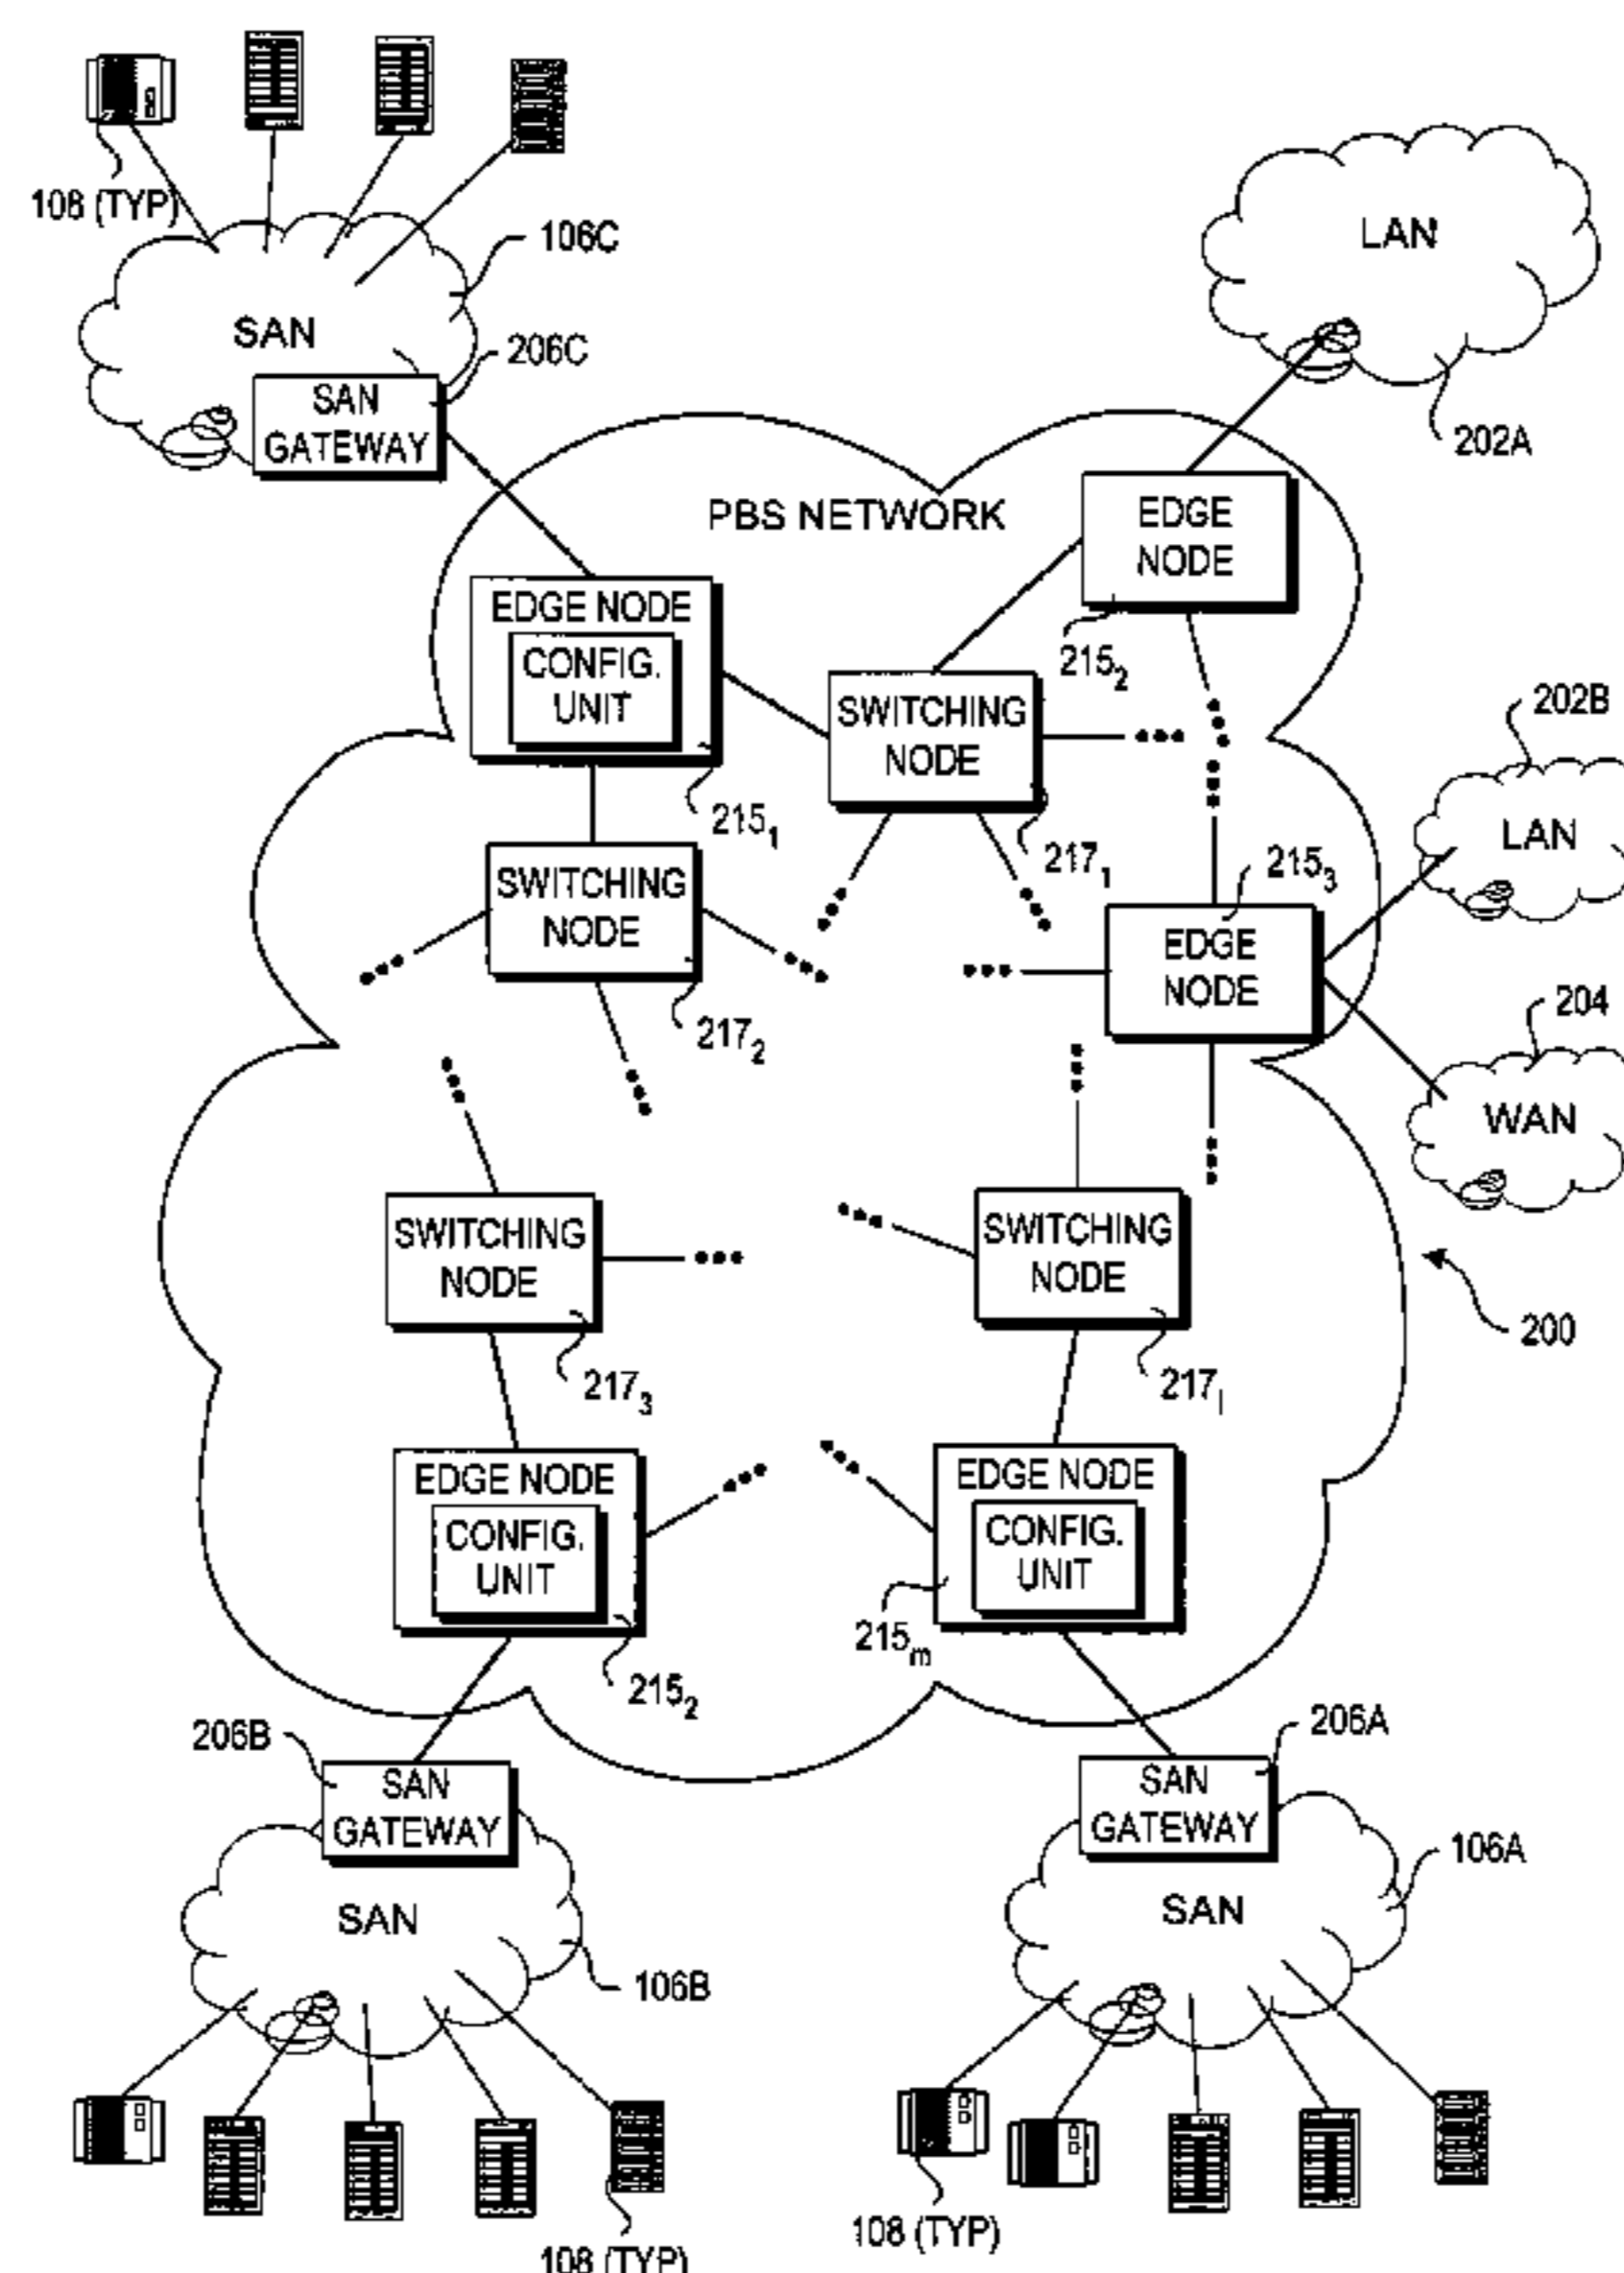 108 (TYP)
106C
SAN
206C
SAN
GATEWAY
LAN
202A
PBS NETWORK
EDGE
NODE
215₂
EDGE NODE
CONFIG.
UNIT
215₁
SWITCHING
NODE
217₁
202B
LAN
215₃
EDGE
NODE
SWITCHING
NODE
217₂
204
WAN
SWITCHING
NODE
217₃
SWITCHING
NODE
217ₗ
200
EDGE NODE
CONFIG.
UNIT
215₂
EDGE NODE
CONFIG.
UNIT
215ₘ
206B
SAN
GATEWAY
SAN
106B
108 (TYP)
206A
SAN
GATEWAY
SAN
106A
108 (TYP)